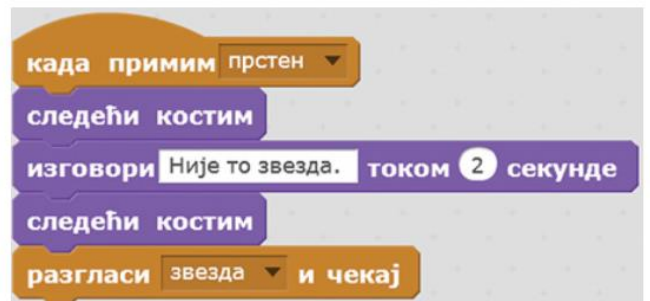 када примим прстен
следећи костим
изговори Није то звезда. током 2 секунде
следећи костим
разгласи звезда и чекај